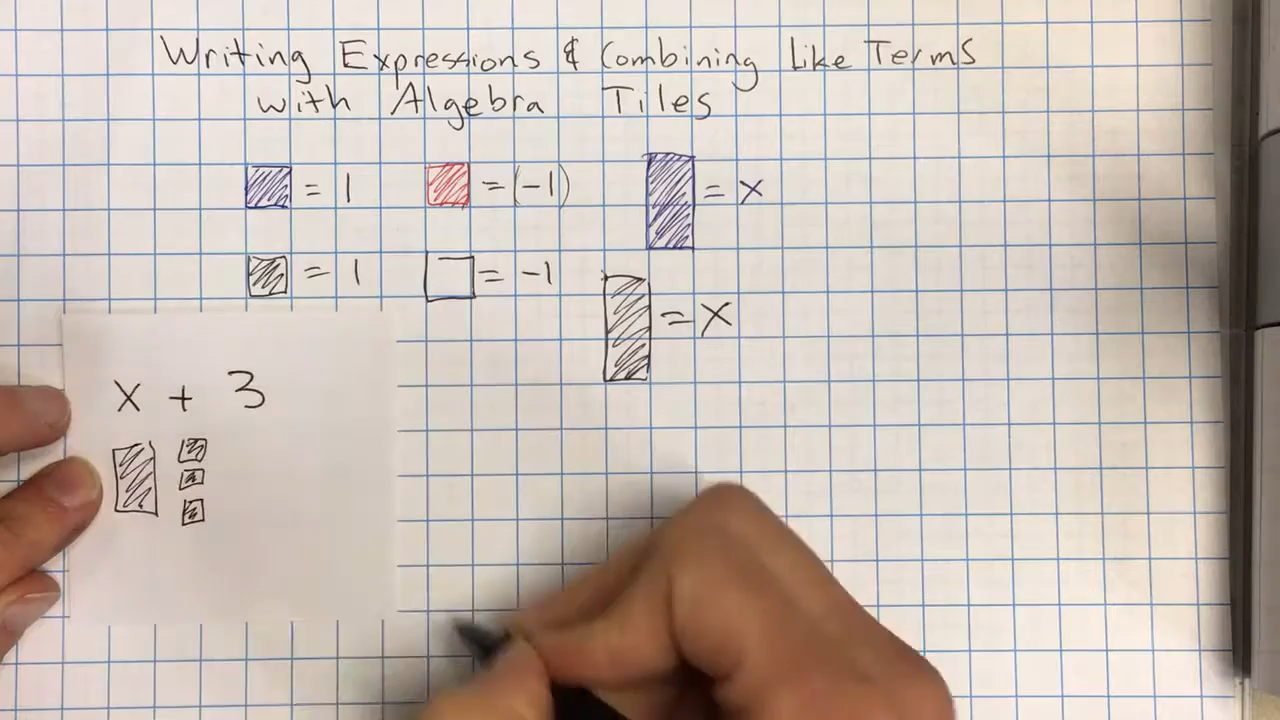 Writing Expressions & Combining Like Terms
with Algebra Tiles
= 1 = (-1) = x
= 1 = -1 = X
x + 3